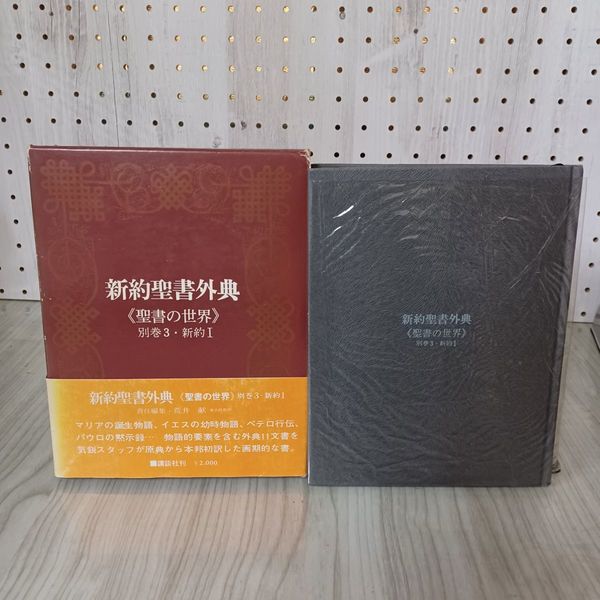 新約聖書外典
《聖書の世界》
別巻3・新約I
新約聖書外典《聖書の世界》別巻3・新約I
責任編集・荒井 献
マリアの誕生物語、イエスの幼時物語、ペテロ行伝、
パウロの黙示録… 物語的要素を含む外典11文書を
気鋭スタッフが原典から本邦初訳した画期的な書。
講談社刊 ¥2,000
新約聖書外典
《聖書の世界》
別巻3・新約I